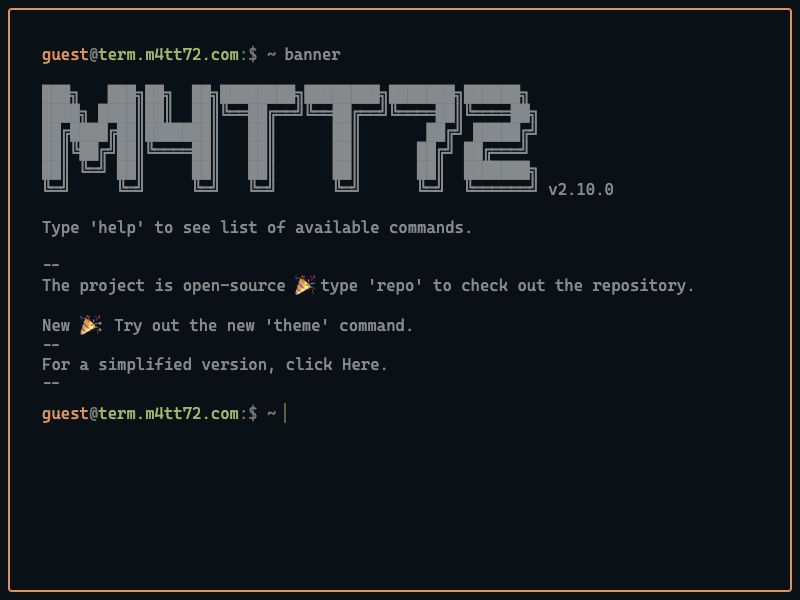 guest@term.m4tt72.com:$ ~ banner
M4TT72 v2.10.0
Type 'help' to see list of available commands.
--
The project is open-source 🎉 type 'repo' to check out the repository.
New 🎉 Try out the new 'theme' command.
--
For a simplified version, click Here.
--
guest@term.m4tt72.com:$ ~